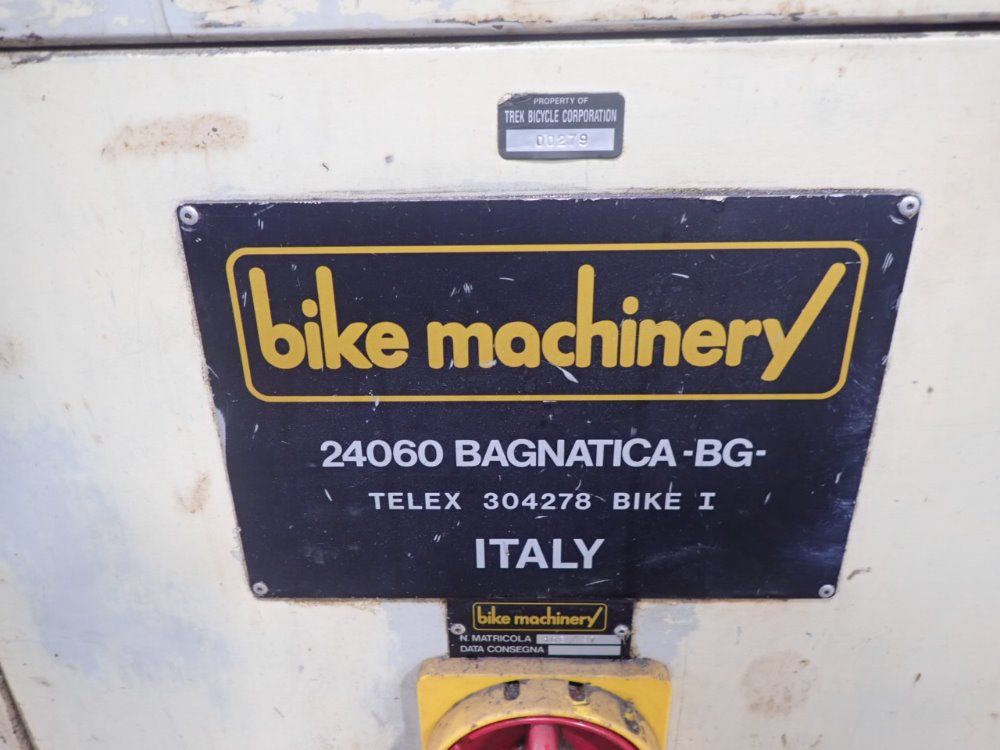 PROPERTY OF
TREK BICYCLE CORPORATION
00279
bike machinery
24060 BAGNATICA -BG-
TELEX 304278 BIKE I
ITALY
bike machinery
N. MATRICOLA
DATA CONSEGNA